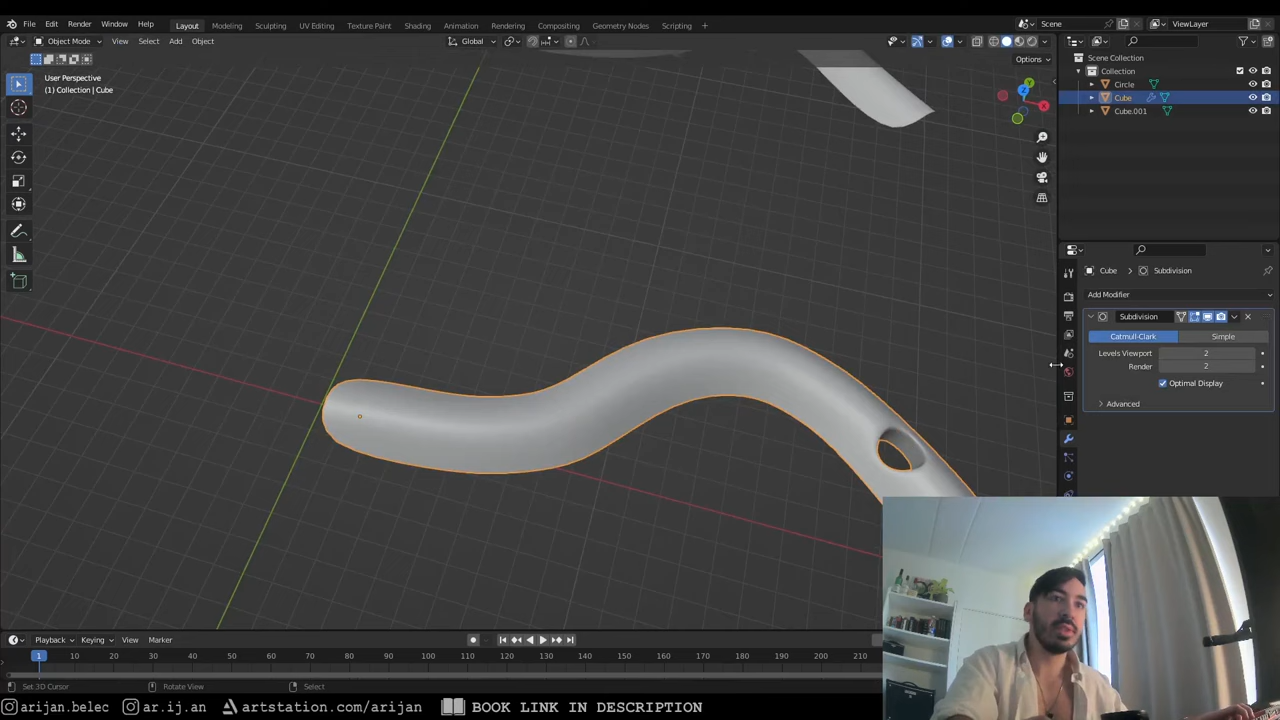 File Edit Render Window Help Layout Modeling Sculpting UV Editing Texture Paint Shading Animation Rendering Compositing Geometry Nodes Scripting + Scene ViewLayer
Object Mode View Select Add Object Global
Options
User Perspective
(1) Collection | Cube
Z
Y
X
Scene Collection
Collection
Circle
Cube
Cube.001
Cube > Subdivision
Add Modifier
Subdivision
Catmull-Clark Simple
Levels Viewport 2
Render 2
Optimal Display
Advanced
Playback Keying View Marker
1 10 20 30 40 50 60 70 80 90 100 110 120 130 140 150 160 170 180 190 200 210
Set 3D Cursor Rotate View Select
arijan.belec ar.ij.an artstation.com/arijan BOOK LINK IN DESCRIPTION